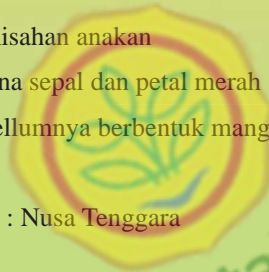 isahan anakan
na sepal dan petal merah
ellumnya berbentuk mang
: Nusa Tenggara